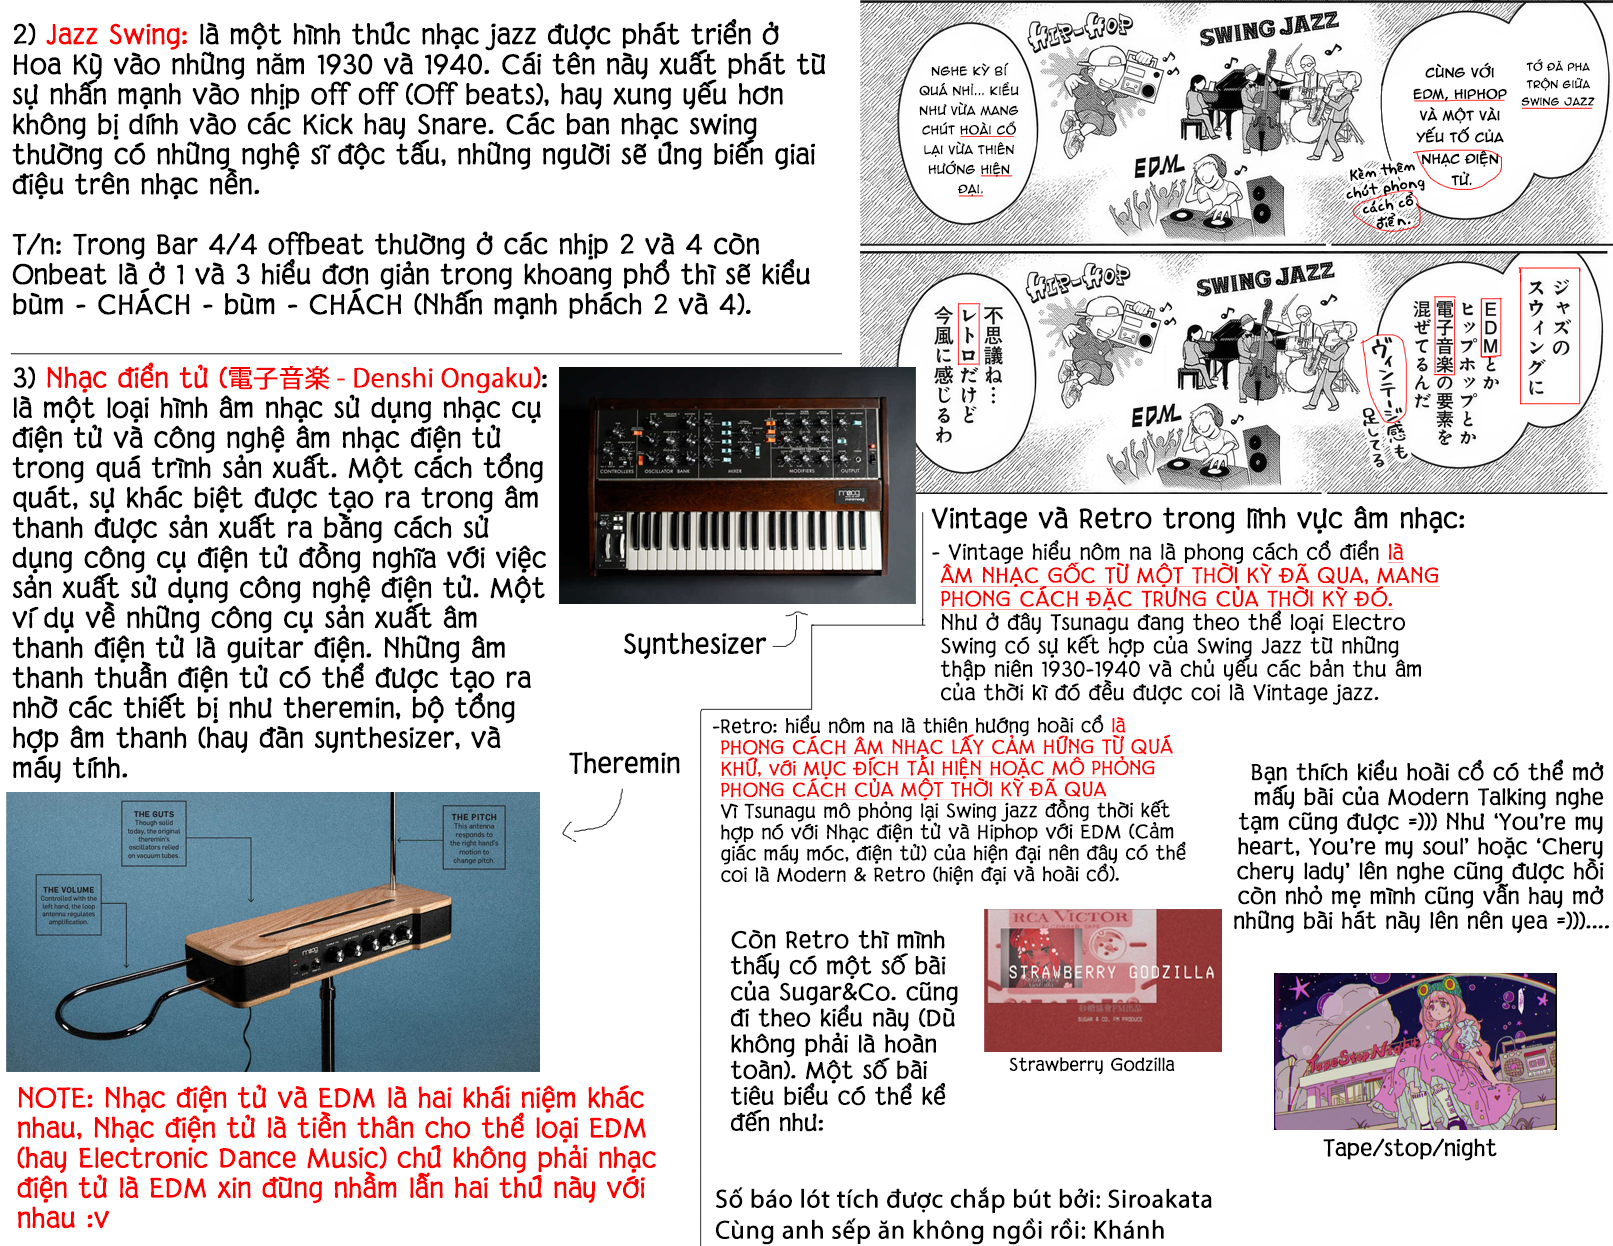 2) Jazz Swing: là một hình thức nhạc jazz được phát triển ở
Hoa Kỳ vào những năm 1930 và 1940. Cái tên này xuất phát từ
sự nhấn mạnh vào nhịp off off (Off beats), hay xung yếu hơn
không bị dính vào các Kick hay Snare. Các ban nhạc swing
thường có những nghệ sĩ độc tấu, những người sẽ ứng biến giai
điệu trên nhạc nền.
T/n: Trong Bar 4/4 offbeat thường ở các nhịp 2 và 4 còn
Onbeat là ở 1 và 3 hiểu đơn giản trong khoang phổ thì sẽ kiểu
bùm - CHÁCH - bùm - CHÁCH (Nhấn mạnh phách 2 và 4).
NGHE KỲ BÍ
QUÁ NHỈ... KIỂU
NHƯ VỪA MANG
CHÚT HOÀI CỔ
LẠI VỪA THIÊN
HƯỚNG HIỆN
ĐẠI.
HIP-HOP
SWING JAZZ
EDM
TỚ ĐÃ PHA
TRỘN GIỮA
SWING JAZZ
CÙNG VỚI
EDM, HIPHOP
VÀ MỘT VÀI
YẾU TỐ CỦA
NHẠC ĐIỆN
TỬ.
Kèm thêm
chút phong
cách cổ
điển.
ジャズの
スウィングに
EDMとか
ヒップホップとか
電子音楽の要素を
混ぜてるんだ
ヴィンテージ感も
足してる
HIP-HOP
SWING JAZZ
EDM
不思議ね…
レトロだけど
今風に感じるわ
3) Nhạc điển tử (電子音楽 - Denshi Ongaku):
là một loại hình âm nhạc sử dụng nhạc cụ
điện tử và công nghệ âm nhạc điện tử
trong quá trình sản xuất. Một cách tổng
quát, sự khác biệt được tạo ra trong âm
thanh được sản xuất ra bằng cách sử
dụng công cụ điện tử đồng nghĩa với việc
sản xuất sử dụng công nghệ điện tử. Một
ví dụ về những công cụ sản xuất âm
thanh điện tử là guitar điện. Những âm
thanh thuần điện tử có thể được tạo ra
nhờ các thiết bị như theremin, bộ tổng
hợp âm thanh (hay đàn synthesizer, và
máy tính.
CONTROLLERS
OSCILLATOR BANK
MIXER
MODIFIERS
OUTPUT
moog
minimoog
Synthesizer
Theremin
THE GUTS
Though solid
today, the original
theremin's
oscillators relied
on vacuum tubes.
THE PITCH
This antenna
responds to
the right hand's
motion to
change pitch.
THE VOLUME
Controlled with the
left hand, the loop
antenna regulates
amplification.
moog
NOTE: Nhạc điện tử và EDM là hai khái niệm khác
nhau, Nhạc điện tử là tiền thân cho thể loại EDM
(hay Electronic Dance Music) chứ không phải nhạc
điện tử là EDM xin đừng nhầm lẫn hai thứ này với
nhau :v
Vintage và Retro trong lĩnh vực âm nhạc:
- Vintage hiểu nôm na là phong cách cổ điển là
ÂM NHẠC GỐC TỪ MỘT THỜI KỲ ĐÃ QUA, MANG
PHONG CÁCH ĐẶC TRƯNG CỦA THỜI KỲ ĐÓ.
Như ở đây Tsunagu đang theo thể loại Electro
Swing có sự kết hợp của Swing Jazz từ những
thập niên 1930-1940 và chủ yếu các bản thu âm
của thời kì đó đều được coi là Vintage jazz.
-Retro: hiểu nôm na là thiên hướng hoài cổ là
PHONG CÁCH ÂM NHẠC LẤY CẢM HỨNG TỪ QUÁ
KHỨ, với MỤC ĐÍCH TÁI HIỆN HOẶC MÔ PHỎNG
PHONG CÁCH CỦA MỘT THỜI KỲ ĐÃ QUA
Vì Tsunagu mô phỏng lại Swing jazz đồng thời kết
hợp nó với Nhạc điện tử và Hiphop với EDM (Cảm
giác máy móc, điện tử) của hiện đại nên đây có thể
coi là Modern & Retro (hiện đại và hoài cổ).
Bạn thích kiểu hoài cổ có thể mở
mấy bài của Modern Talking nghe
tạm cũng được =))) Như ‘You’re my
heart, You’re my soul’ hoặc ‘Chery
chery lady’ lên nghe cũng được hồi
còn nhỏ mẹ mình cũng vẫn hay mở
những bài hát này lên nên yea =)))....
Còn Retro thì mình
thấy có một số bài
của Sugar&Co. cũng
đi theo kiểu này (Dù
không phải là hoàn
toàn). Một số bài
tiêu biểu có thể kể
đến như:
RCA VICTOR
STRAWBERRY GODZILLA
SUGAR & CO. FM PRODUCE
Strawberry Godzilla
TapeStopNight
Tape/stop/night
Số báo lót tích được chắp bút bởi: Siroakata
Cùng anh sếp ăn không ngồi rồi: Khánh